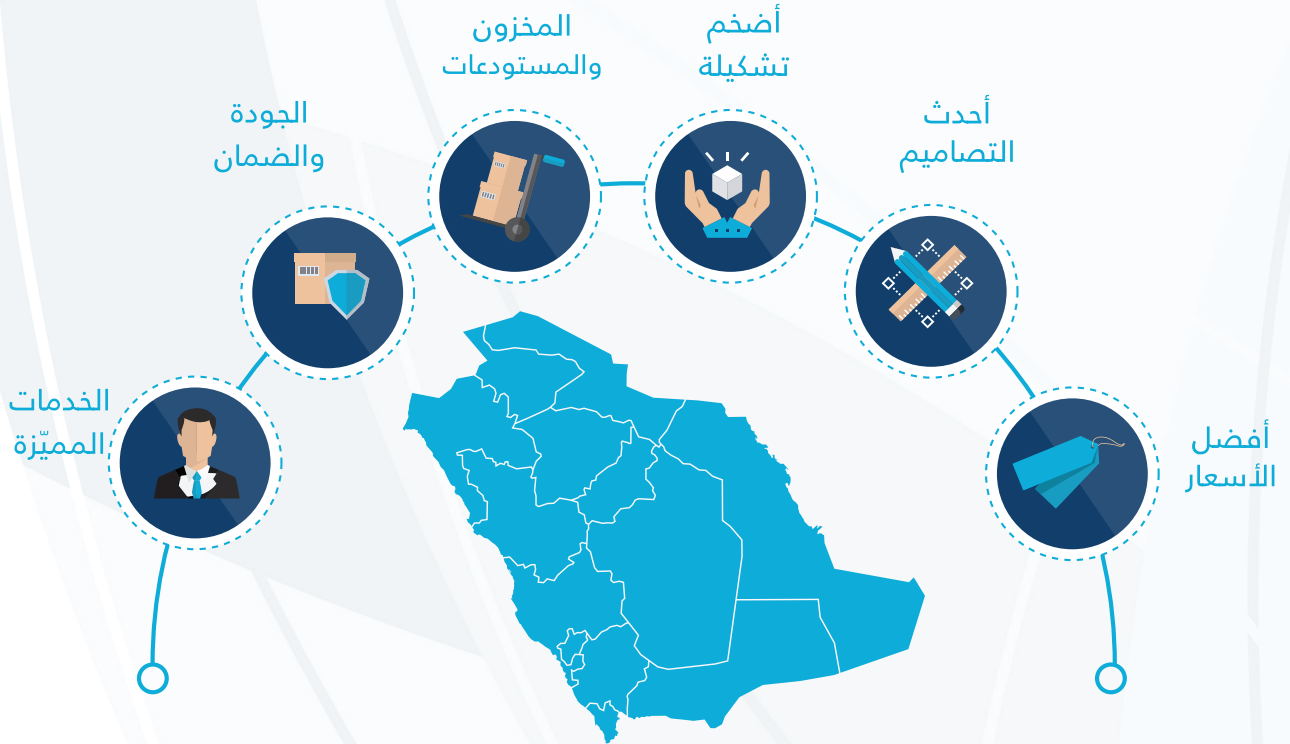 أفضل
الأسعار
أحدث
التصاميم
أضخم
تشكيلة
المخزون
والمستودعات
الجودة
والضمان
الخدمات
المميّزة